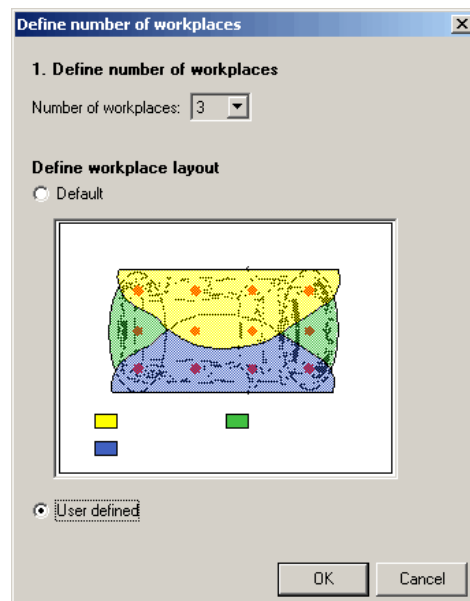 Define number of workplaces
1. Define number of workplaces
Number of workplaces: 3
Define workplace layout
Default
User defined
OK Cancel